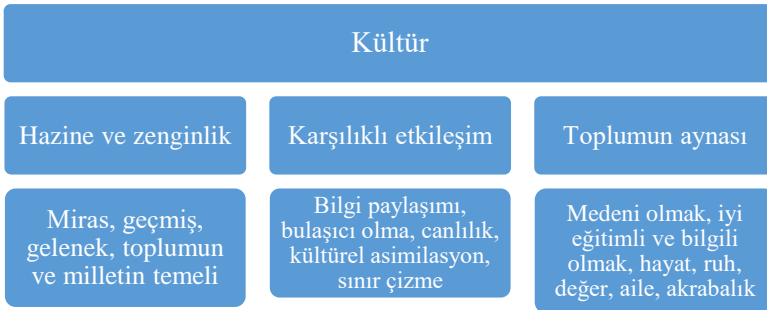 Kültür
Hazine ve zenginlik
Karşılıklı etkileşim
Toplumun aynası
Miras, geçmiş,
gelenek, toplumun
ve milletin temeli
Bilgi paylaşımı,
bulaşıcı olma, canlılık,
kültürel asimilasyon,
sınır çizme
Medeni olmak, iyi
eğitimli ve bilgili
olmak, hayat, ruh,
değer, aile, akrabalık